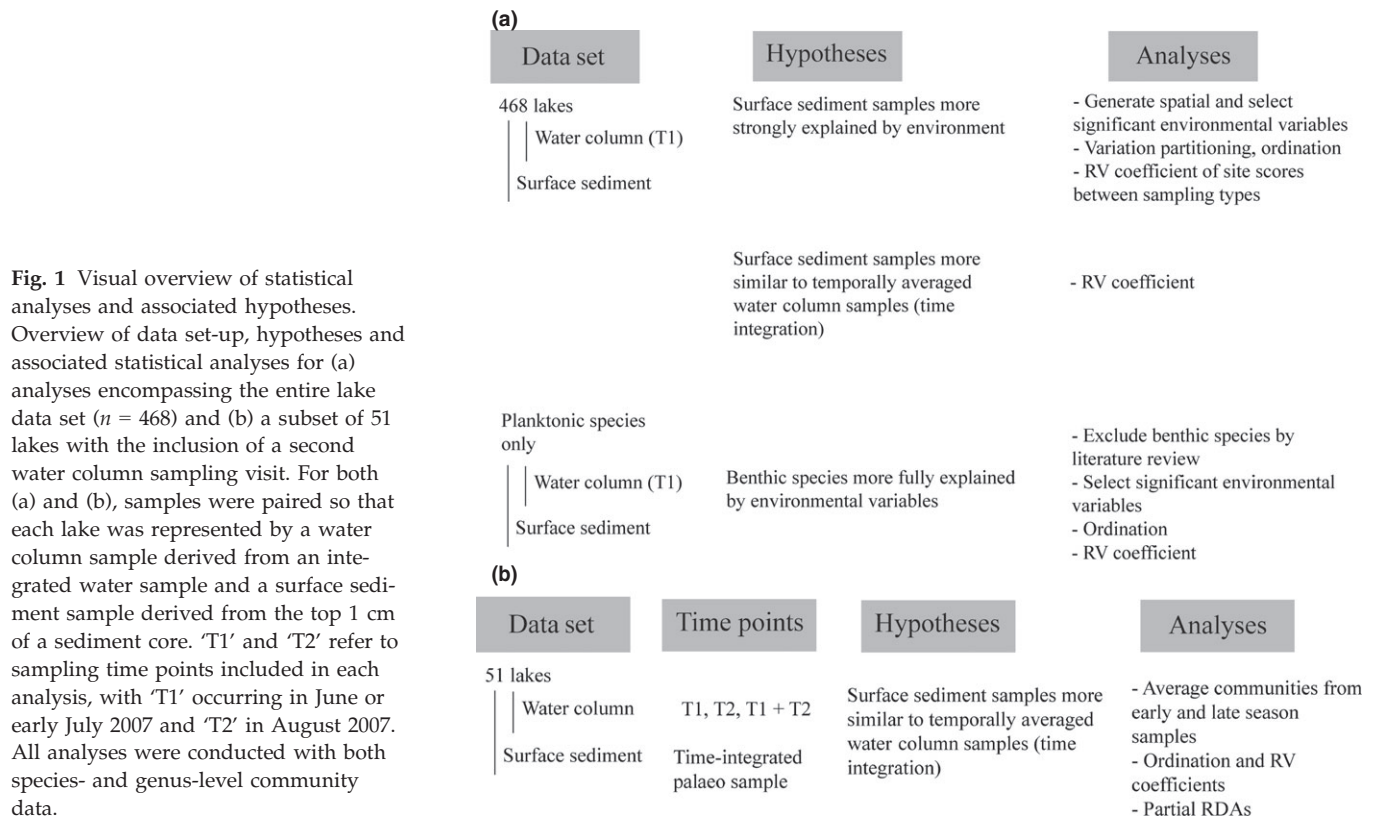 Fig. 1 Visual overview of statistical
analyses and associated hypotheses.
Overview of data set-up, hypotheses and
associated statistical analyses for (a)
analyses encompassing the entire lake
data set (n = 468) and (b) a subset of 51
lakes with the inclusion of a second
water column sampling visit. For both
(a) and (b), samples were paired so that
each lake was represented by a water
column sample derived from an inte-
grated water sample and a surface sedi-
ment sample derived from the top 1 cm
of a sediment core. ‘T1’ and ‘T2’ refer to
sampling time points included in each
analysis, with ‘T1’ occurring in June or
early July 2007 and ‘T2’ in August 2007.
All analyses were conducted with both
species- and genus-level community
data.
(a)
Data set
Hypotheses
Analyses
468 lakes
Water column (T1)
Surface sediment
Surface sediment samples more
strongly explained by environment
- Generate spatial and select
significant environmental variables
- Variation partitioning, ordination
- RV coefficient of site scores
between sampling types
Surface sediment samples more
similar to temporally averaged
water column samples (time
integration)
- RV coefficient
Planktonic species
only
Water column (T1)
Surface sediment
Benthic species more fully explained
by environmental variables
- Exclude benthic species by
literature review
- Select significant environmental
variables
- Ordination
- RV coefficient
(b)
Data set
Time points
Hypotheses
Analyses
51 lakes
Water column
Surface sediment
T1, T2, T1 + T2
Time-integrated
palaeo sample
Surface sediment samples more
similar to temporally averaged
water column samples (time
integration)
- Average communities from
early and late season
samples
- Ordination and RV
coefficients
- Partial RDAs